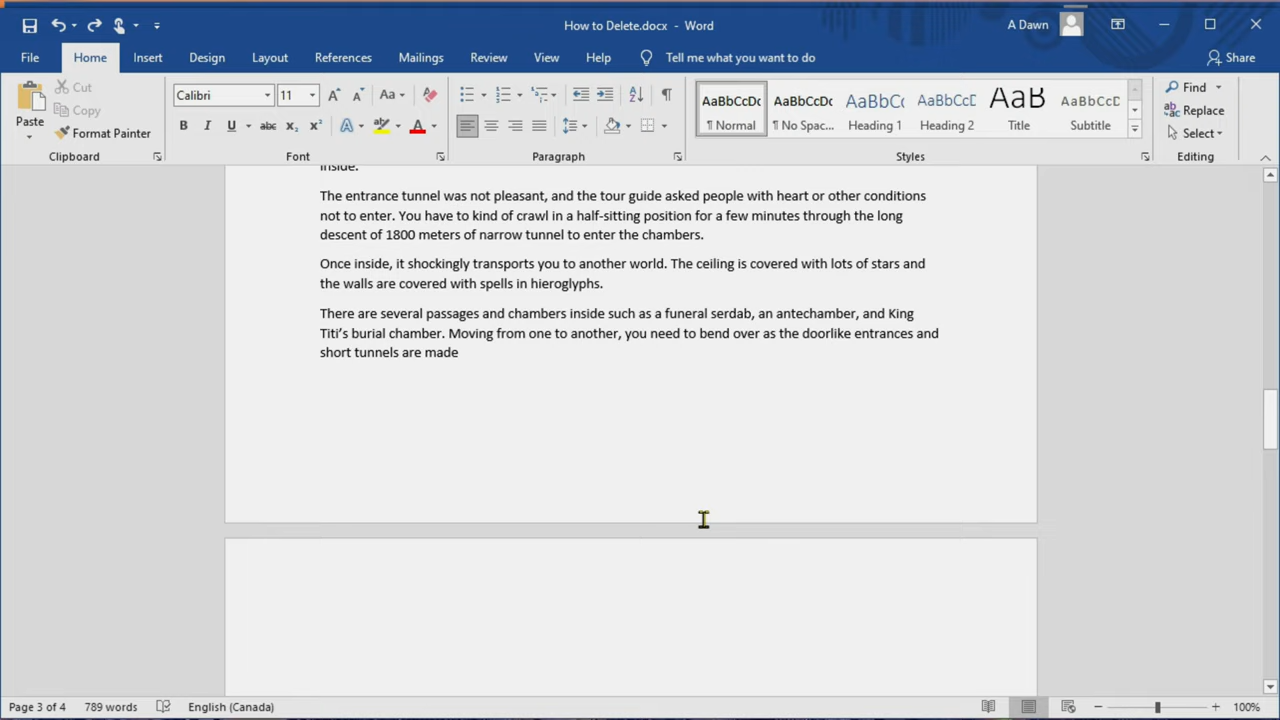 How to Delete.docx - Word
A Dawn
File Home Insert Design Layout References Mailings Review View Help Tell me what you want to do Share
Paste
Cut
Copy
Format Painter
Clipboard
Calibri 11
Aa
B I U abc x₂ x² A A
Font
Paragraph
AaBbCcDc AaBbCcDc AaBbCcC AaBbCcC AaB AaBbCcC
¶ Normal ¶ No Spac... Heading 1 Heading 2 Title Subtitle
Styles
Find
Replace
Select
Editing
inside.
The entrance tunnel was not pleasant, and the tour guide asked people with heart or other conditions
not to enter. You have to kind of crawl in a half-sitting position for a few minutes through the long
descent of 1800 meters of narrow tunnel to enter the chambers.
Once inside, it shockingly transports you to another world. The ceiling is covered with lots of stars and
the walls are covered with spells in hieroglyphs.
There are several passages and chambers inside such as a funeral serdab, an antechamber, and King
Titi’s burial chamber. Moving from one to another, you need to bend over as the doorlike entrances and
short tunnels are made
Page 3 of 4 789 words English (Canada) 100%